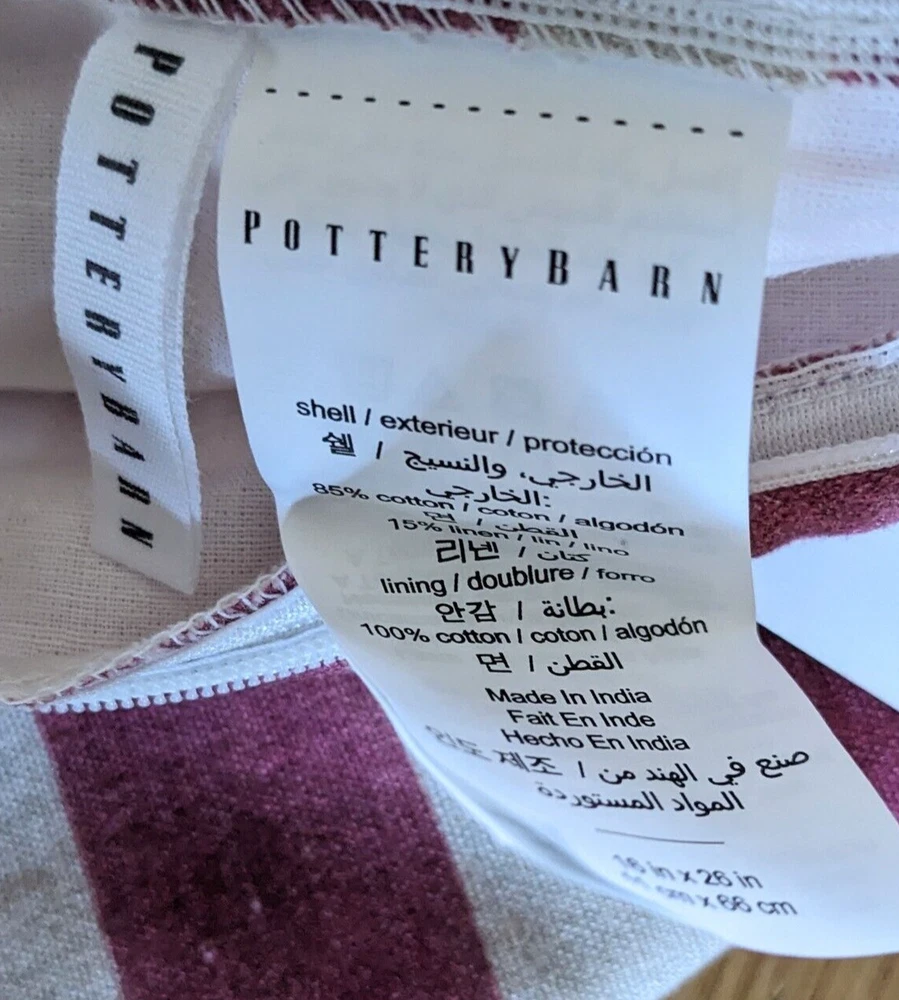 POTTERYBARN
POTTERYBARN
shell / exterieur / protección
쉘 / الخارجي، والنسيج
الخارجي:
85% cotton / coton / algodón
면 / القطن
15% linen / lin / lino
리넨 / كتان
lining / doublure / forro
안감 / بطانة:
100% cotton / coton / algodón
면 / القطن
Made In India
Fait En Inde
Hecho En India
인도 제조 / صنع في الهند من
المواد المستوردة
16 in x 26 in
cm x 66 cm